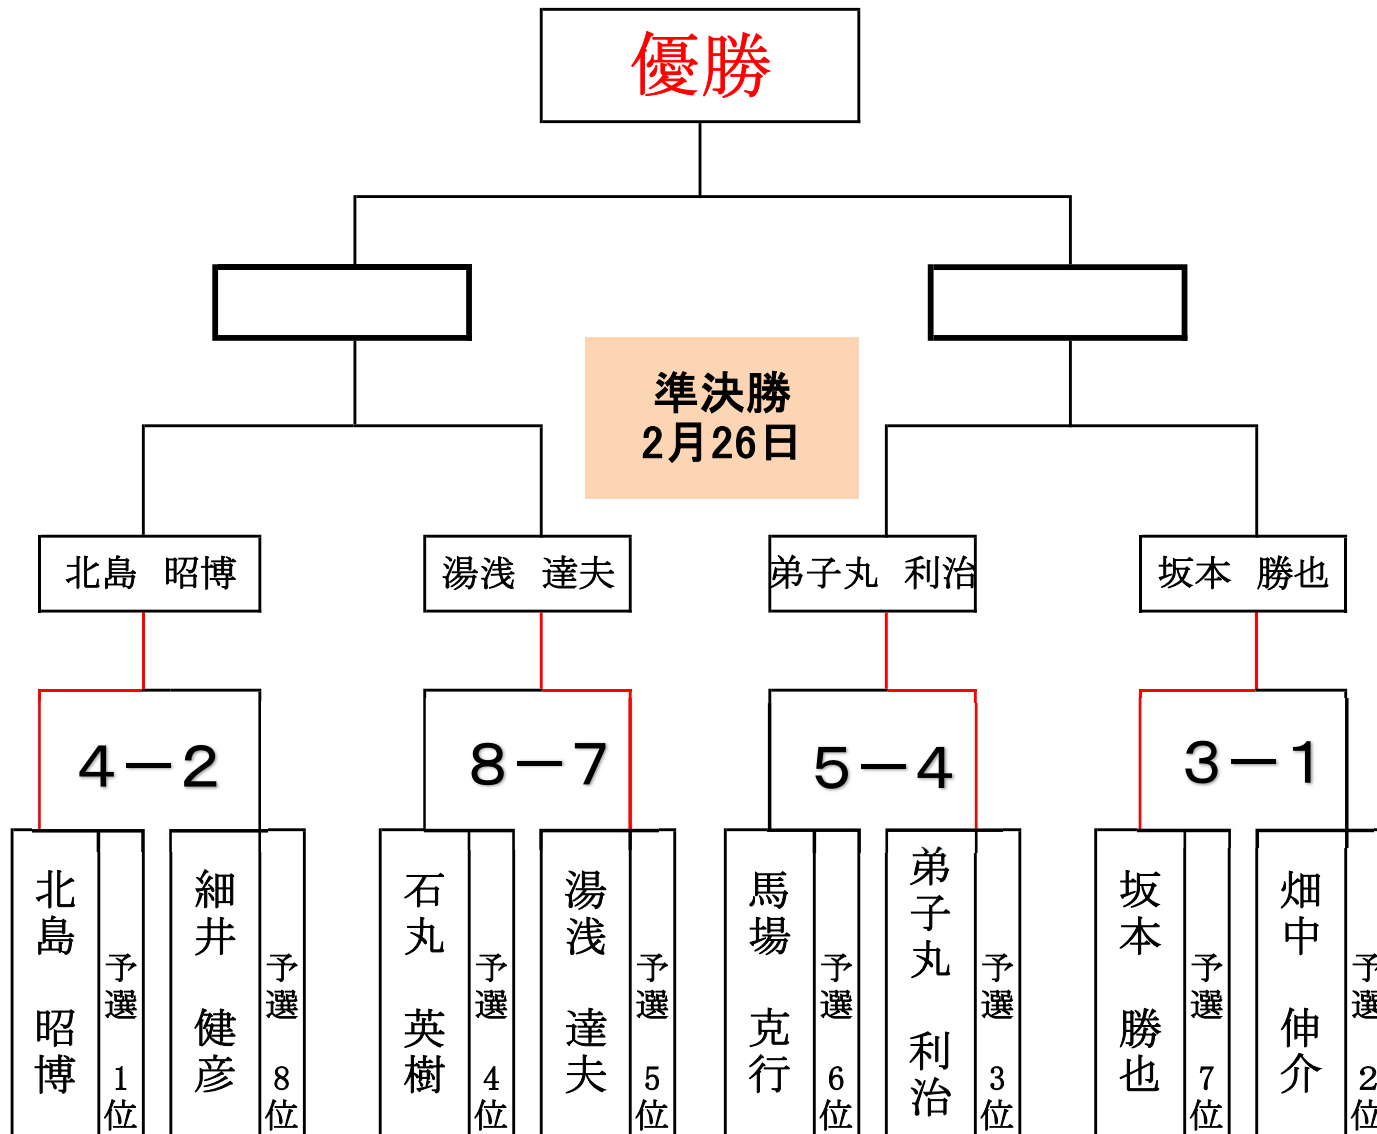 優勝
準決勝
2月26日
北島 昭博
湯浅 達夫
弟子丸 利治
坂本 勝也
4－2
8－7
5－4
3－1
北島 昭博
予選 1位
細井 健彦
予選 8位
石丸 英樹
予選 4位
湯浅 達夫
予選 5位
馬場 克行
予選 6位
弟子丸 利治
予選 3位
坂本 勝也
予選 7位
畑中 伸介
予選 2位